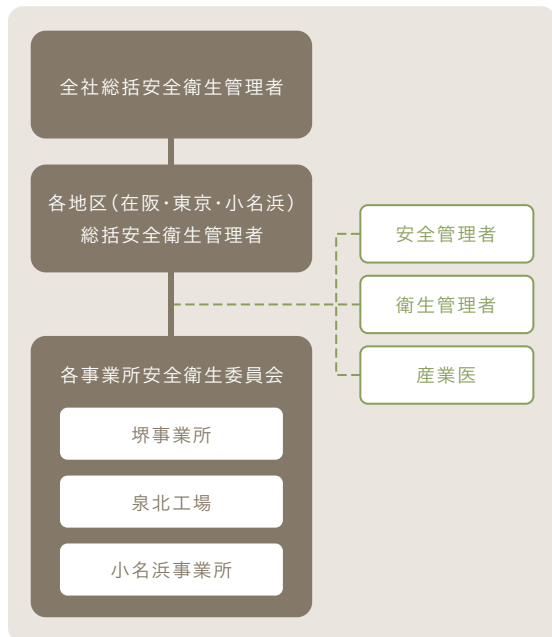 全社総括安全衛生管理者
各地区(在阪・東京・小名浜)
総括安全衛生管理者
安全管理者
衛生管理者
産業医
各事業所安全衛生委員会
堺事業所
泉北工場
小名浜事業所